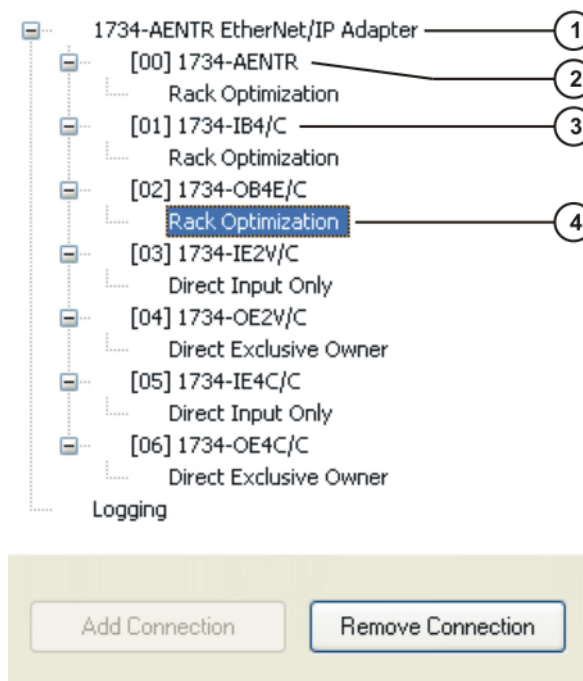 1734-AENTR EtherNet/IP Adapter 1
[00] 1734-AENTR 2
Rack Optimization
[01] 1734-IB4/C 3
Rack Optimization
[02] 1734-OB4E/C
Rack Optimization 4
[03] 1734-IE2V/C
Direct Input Only
[04] 1734-OE2V/C
Direct Exclusive Owner
[05] 1734-IE4C/C
Direct Input Only
[06] 1734-OE4C/C
Direct Exclusive Owner
Logging
Add Connection Remove Connection